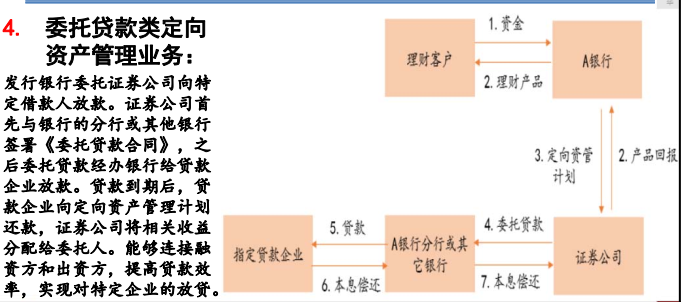 4. 委托贷款类定向
资产管理业务：
发行银行委托证券公司向特
定借款人放款。证券公司首
先与银行的分行或其他银行
签署《委托贷款合同》，之
后委托贷款经办银行给贷款
企业放款。贷款到期后，贷
款企业向定向资产管理计划
还款，证券公司将相关收益
分配给委托人。能够连接融
资方和出资方，提高贷款效
率，实现对特定企业的放贷。
1.资金
理财客户
A银行
2.理财产品
3.定向资管
计划
2.产品回报
5.贷款
4.委托贷款
指定贷款企业
A银行分行或其
它银行
证券公司
6.本息偿还
7.本息偿还